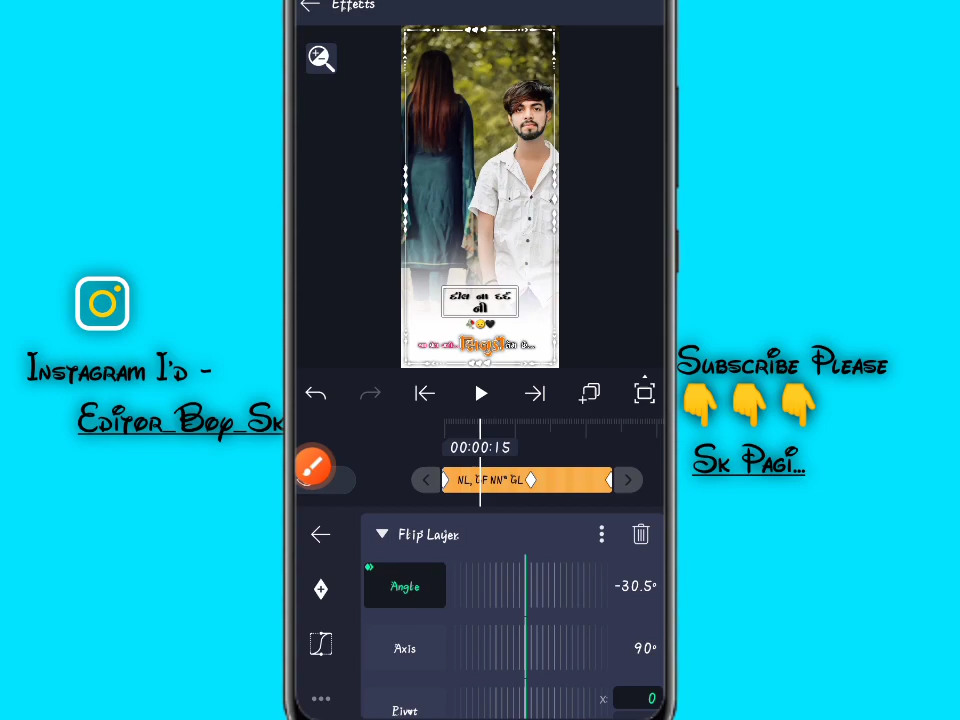 Effects
દીલ ના દર્દ
ની
00:00:15
Flip Layer
Angle
-30.5°
Axis
90°
Pivot
X:
0
Instagram I'd -
Editor_Boy_Sk
Subscribe Please
Sk Pagi...